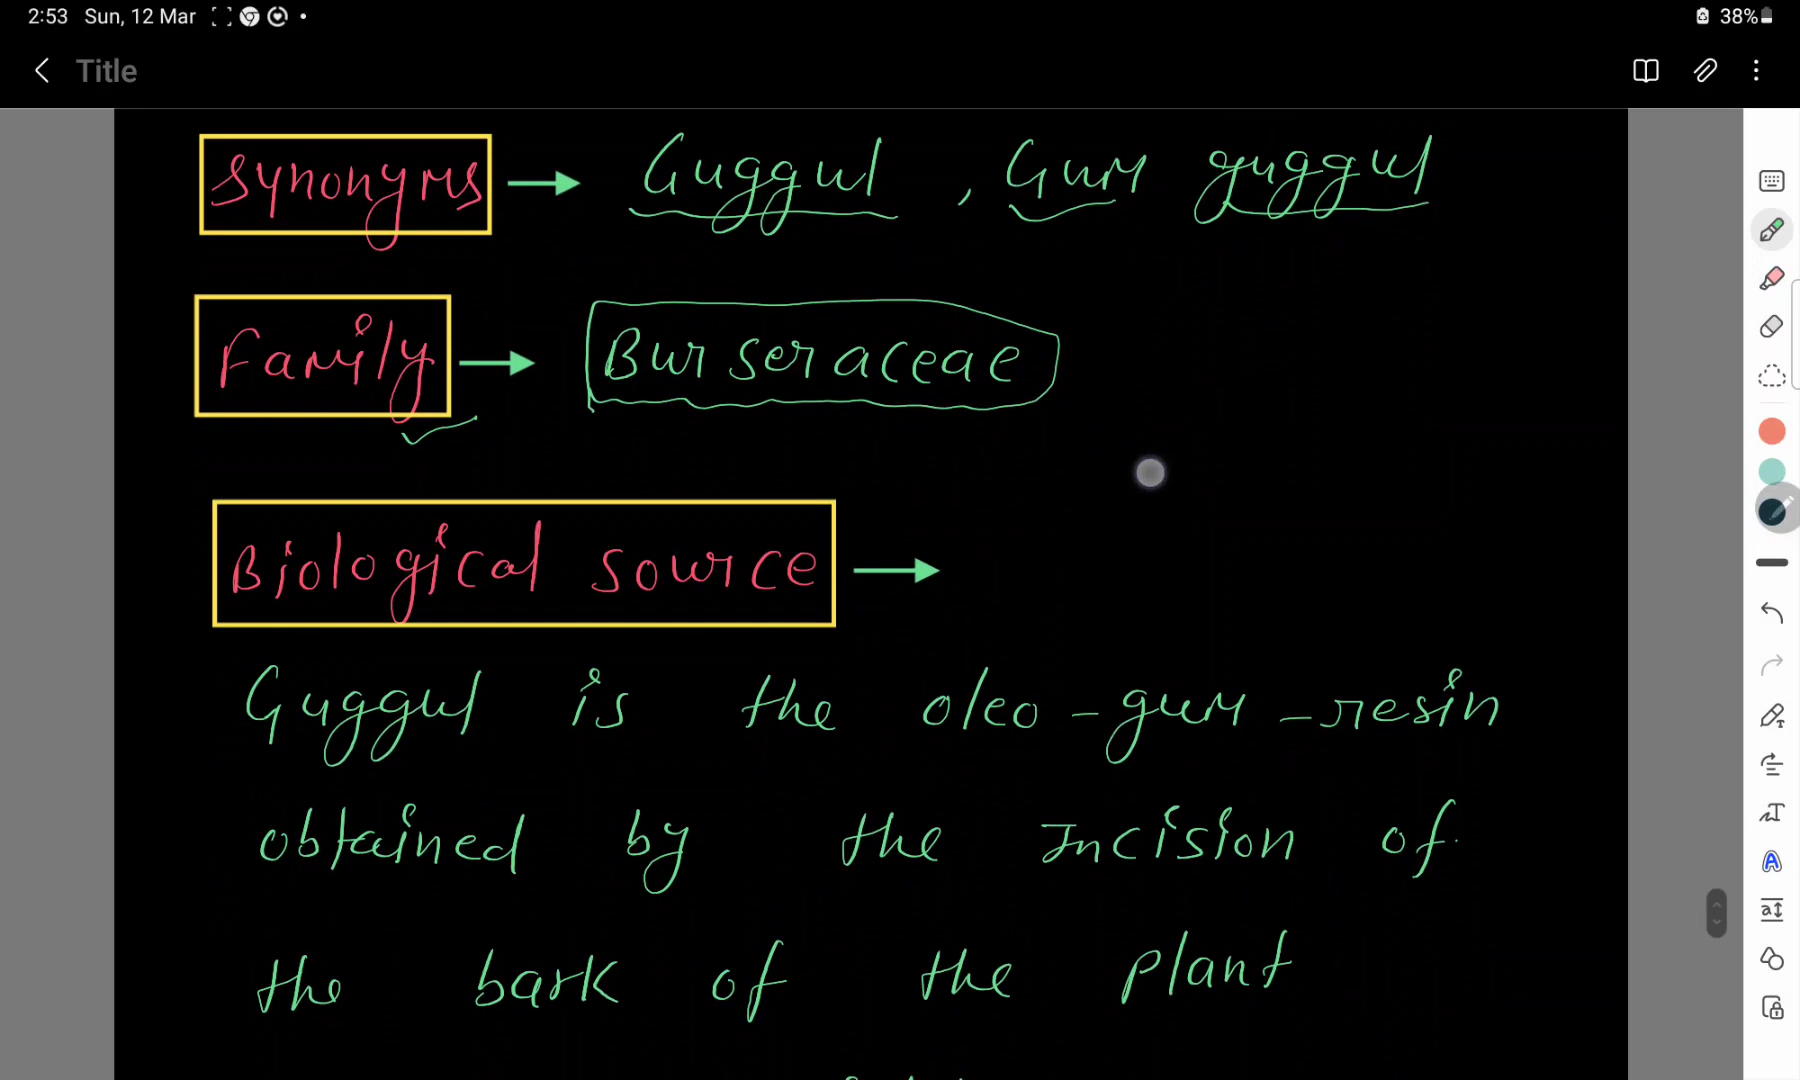 2:53 Sun, 12 Mar
38%
Title
Synonyms → Guggul, Gum guggul
Family → Burseraceae
Biological source →
Guggul is the oleo-gum-resin
obtained by the Incision of
the bark of the plant